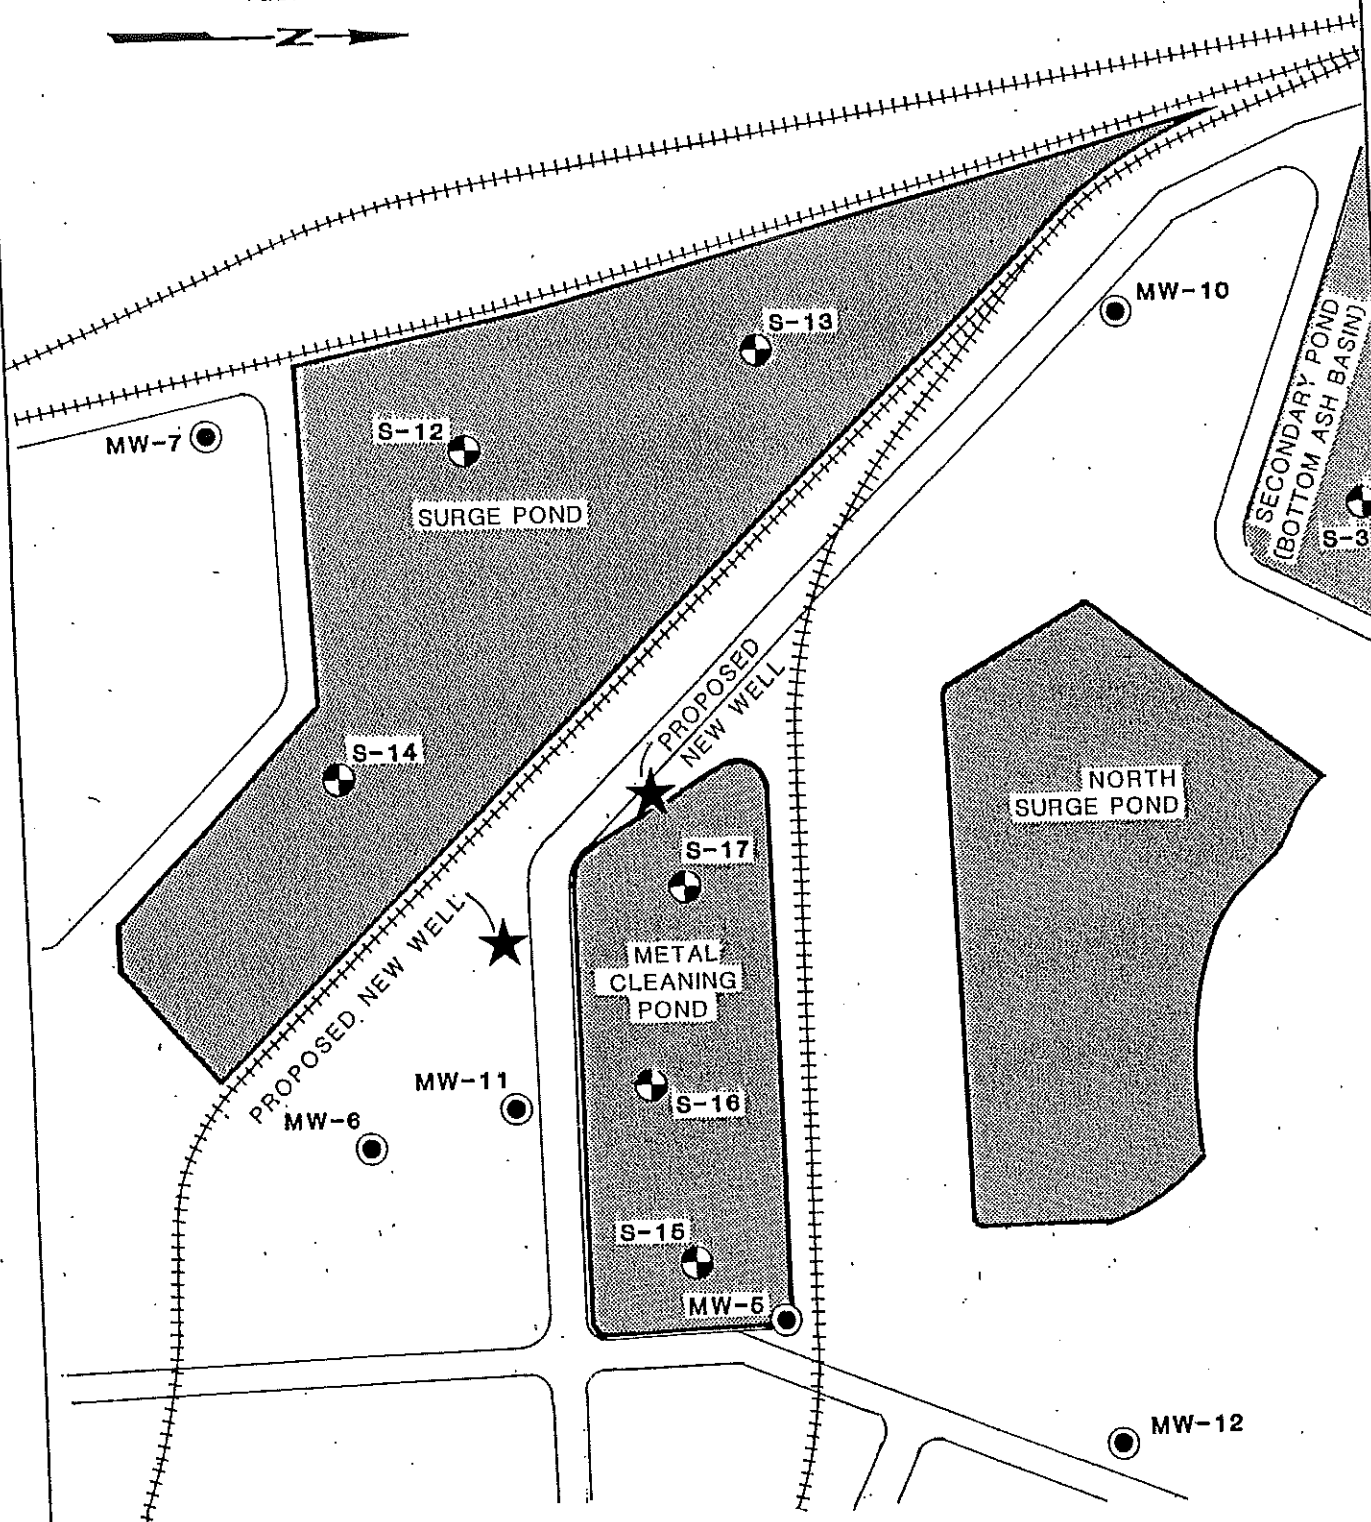 N
MW-10
S-13
SECONDARY POND
(BOTTOM ASH BASIN)
S-12
MW-7
SURGE POND
S-3
PROPOSED
NEW WELL
S-14
NORTH
SURGE POND
S-17
PROPOSED NEW WELL
METAL
CLEANING
POND
MW-11
S-16
MW-6
S-15
MW-5
MW-12